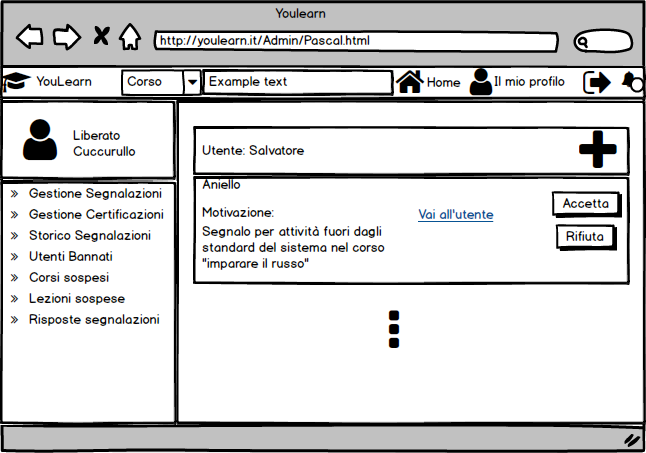 Youlearn
http://youlearn.it/Admin/Pascal.html
YouLearn
Corso
Example text
Home
Il mio profilo
Liberato
Cuccurullo
Gestione Segnalazioni
Gestione Certificazioni
Storico Segnalazioni
Utenti Bannati
Corsi sospesi
Lezioni sospese
Risposte segnalazioni
Utente: Salvatore
Aniello
Motivazione:
Segnalo per attività fuori dagli
standard del sistema nel corso
"imparare il russo"
Vai all'utente
Accetta
Rifiuta